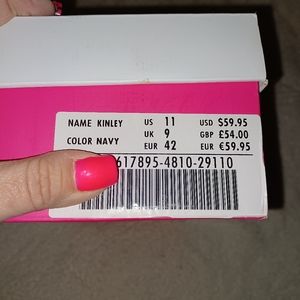 NAME KINLEY US 11 USD $59.95
UK 9 GBP £54.00
COLOR NAVY EUR 42 EUR €59.95
617895-4810-29110